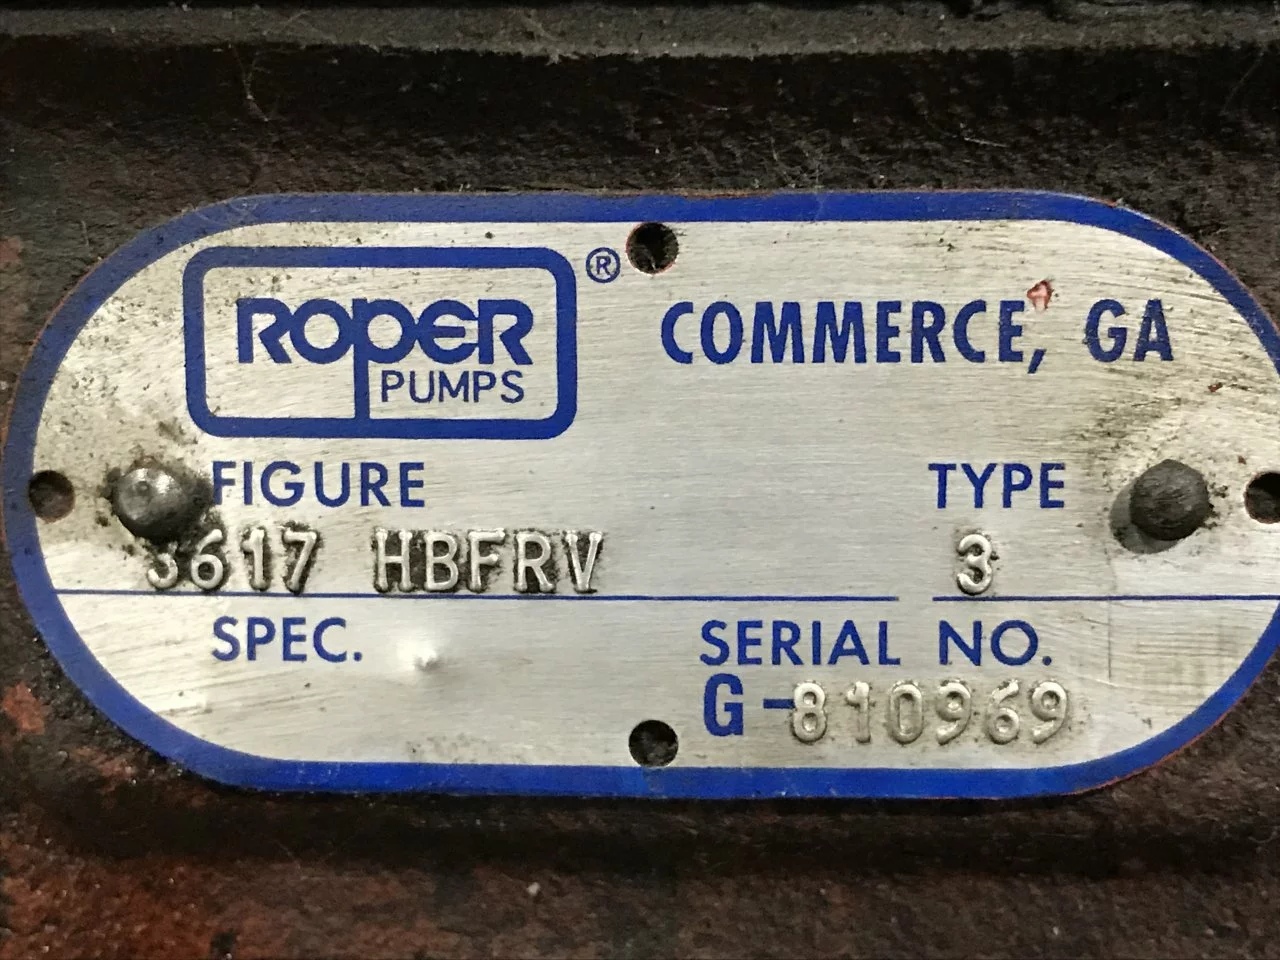 ROPER ®
PUMPS
COMMERCE, GA
FIGURE TYPE
3617 HBFRV 3
SPEC. SERIAL NO.
G-810969